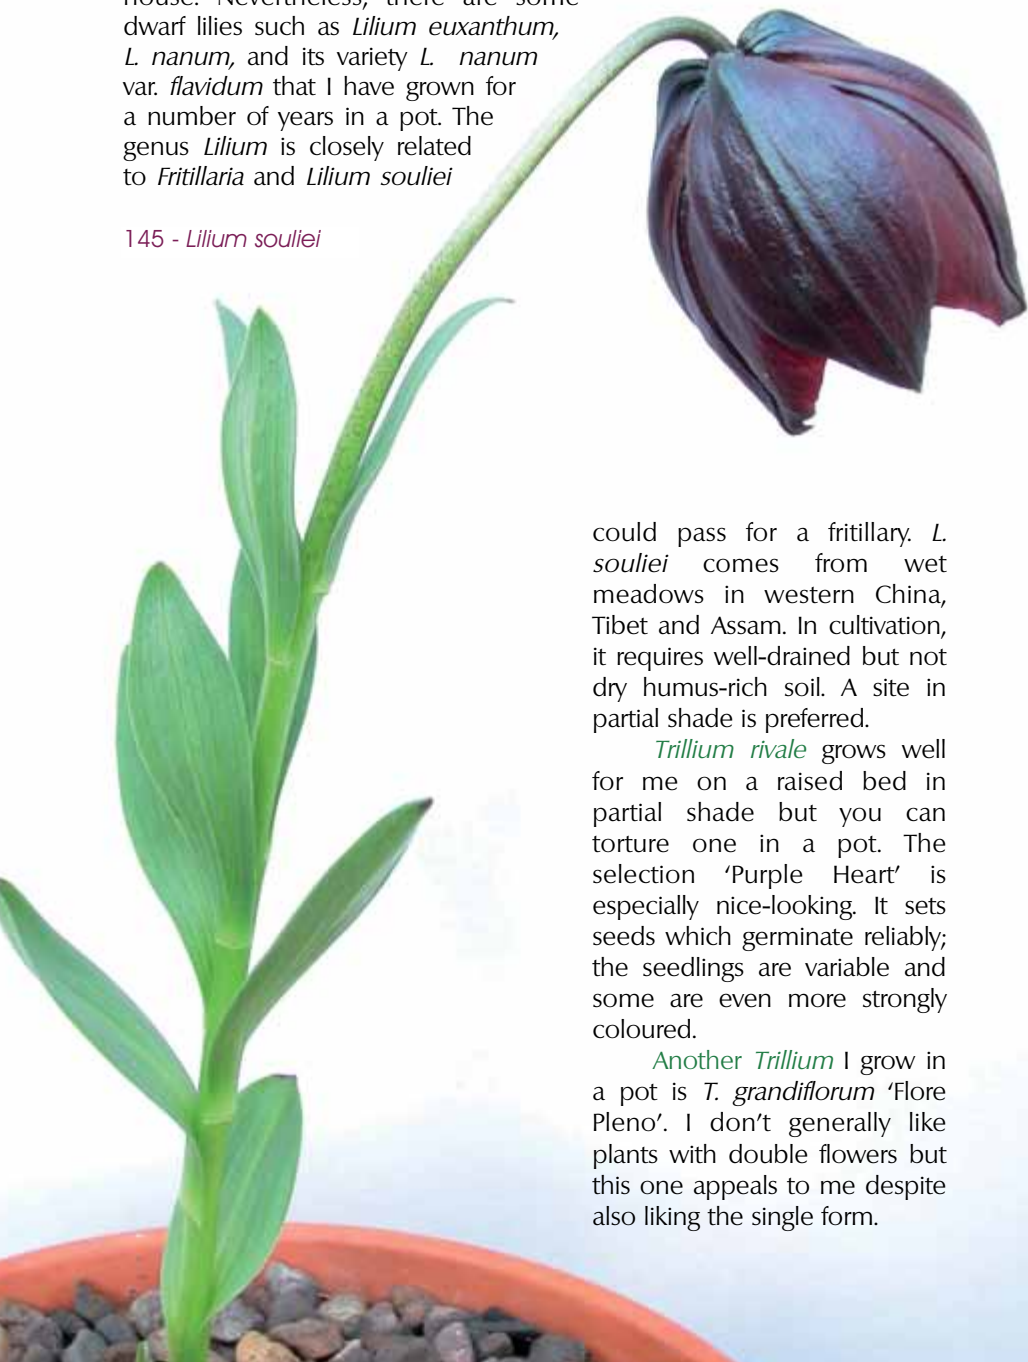 house. Nevertheless, there are some
dwarf lilies such as Lilium euxanthum,
L. nanum, and its variety L. nanum
var. flavidum that I have grown for
a number of years in a pot. The
genus Lilium is closely related
to Fritillaria and Lilium souliei
145 - Lilium souliei
could pass for a fritillary. L.
souliei comes from wet
meadows in western China,
Tibet and Assam. In cultivation,
it requires well-drained but not
dry humus-rich soil. A site in
partial shade is preferred.
Trillium rivale grows well
for me on a raised bed in
partial shade but you can
torture one in a pot. The
selection ‘Purple Heart’ is
especially nice-looking. It sets
seeds which germinate reliably;
the seedlings are variable and
some are even more strongly
coloured.
Another Trillium I grow in
a pot is T. grandiflorum ‘Flore
Pleno’. I don’t generally like
plants with double flowers but
this one appeals to me despite
also liking the single form.